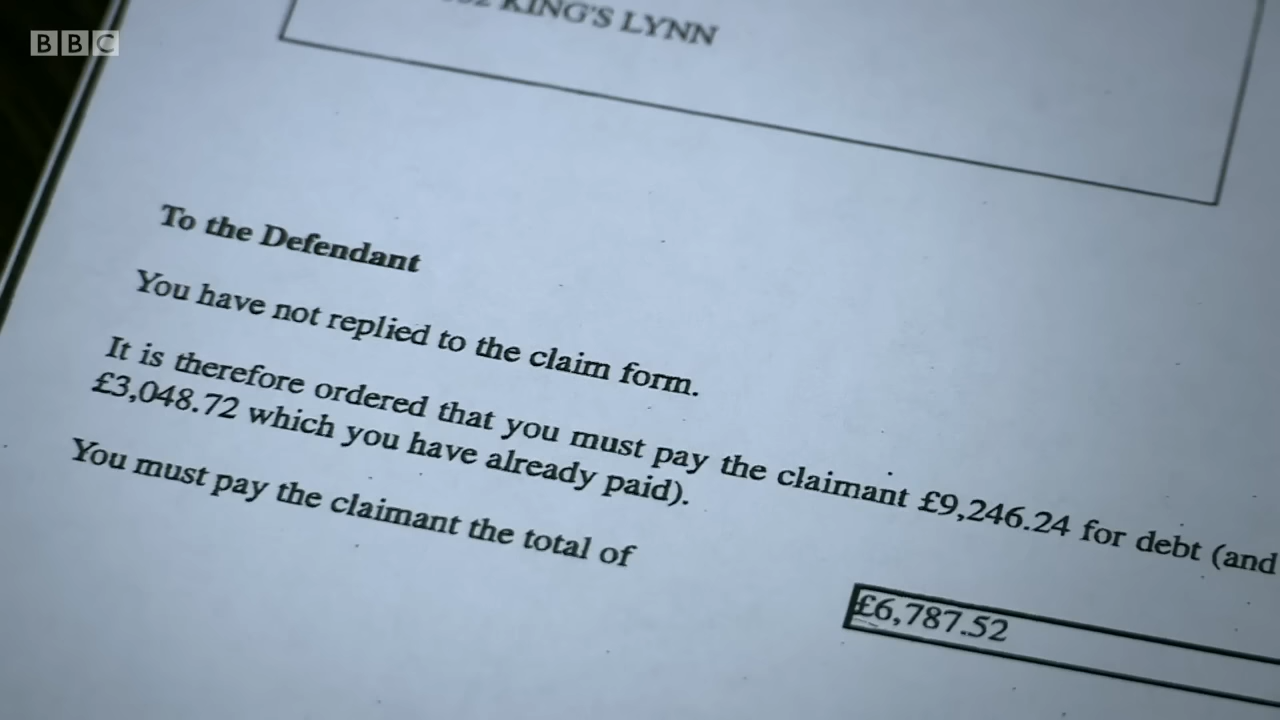 BBC
KING'S LYNN
To the Defendant
You have not replied to the claim form.
It is therefore ordered that you must pay the claimant £9,246.24 for debt (and
£3,048.72 which you have already paid).
You must pay the claimant the total of
£6,787.52